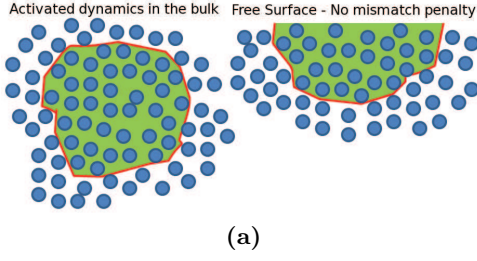 Activated dynamics in the bulk
Free Surface - No mismatch penalty
(a)